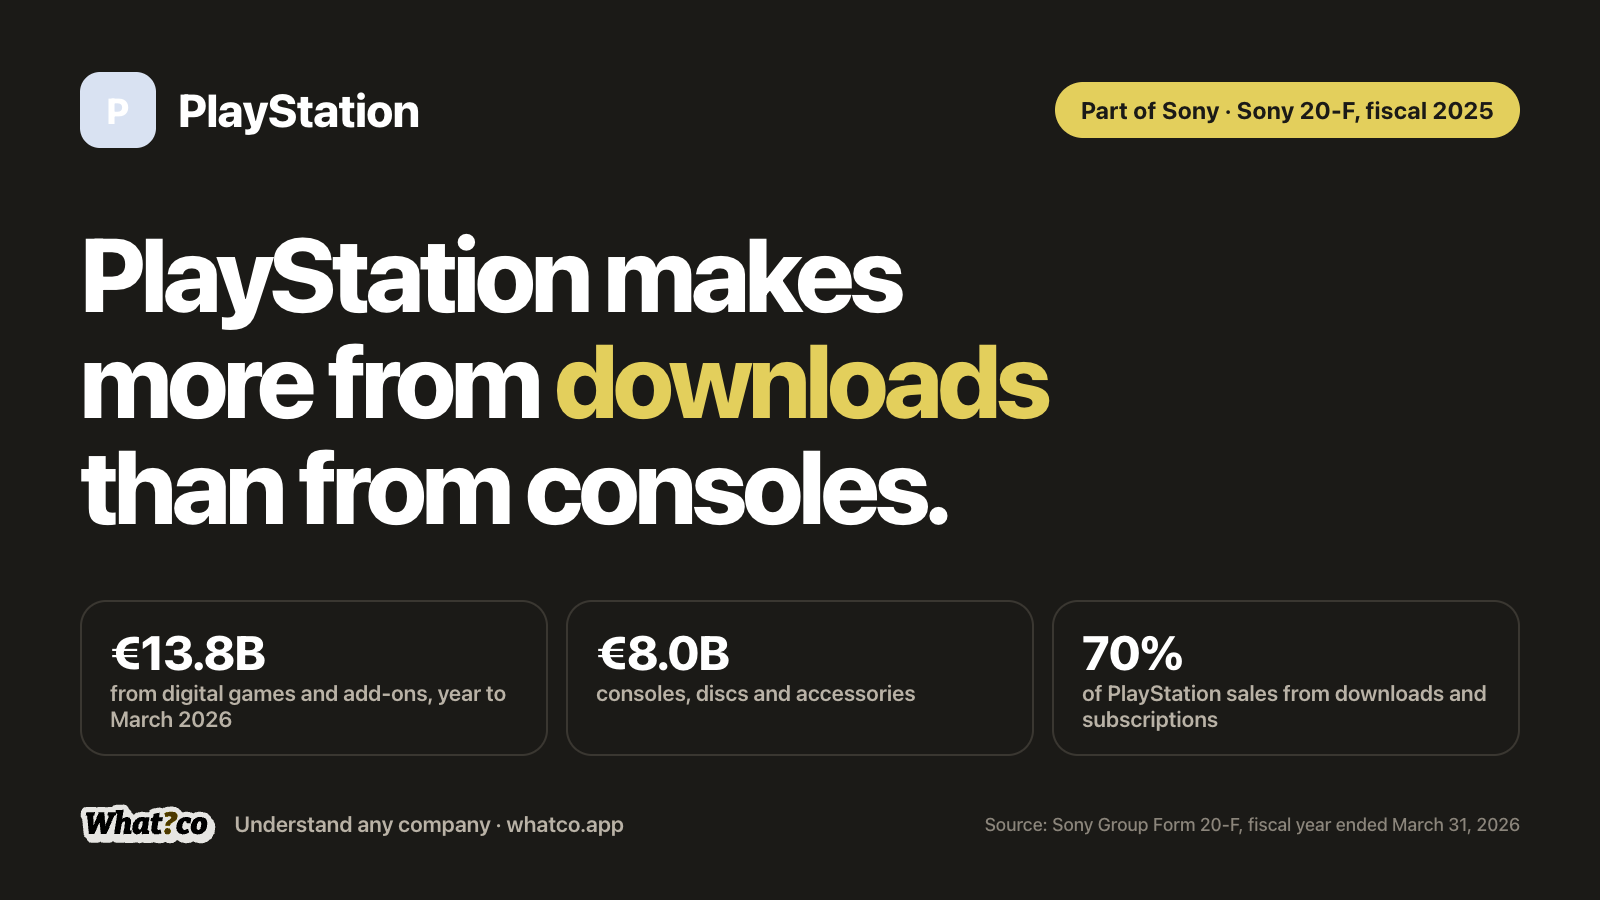 P
PlayStation
Part of Sony · Sony 20-F, fiscal 2025
PlayStation makes
more from downloads
than from consoles.
€13.8B
from digital games and add-ons, year to
March 2026
€8.0B
consoles, discs and accessories
70%
of PlayStation sales from downloads and
subscriptions
What?co
Understand any company · whatco.app
Source: Sony Group Form 20-F, fiscal year ended March 31, 2026